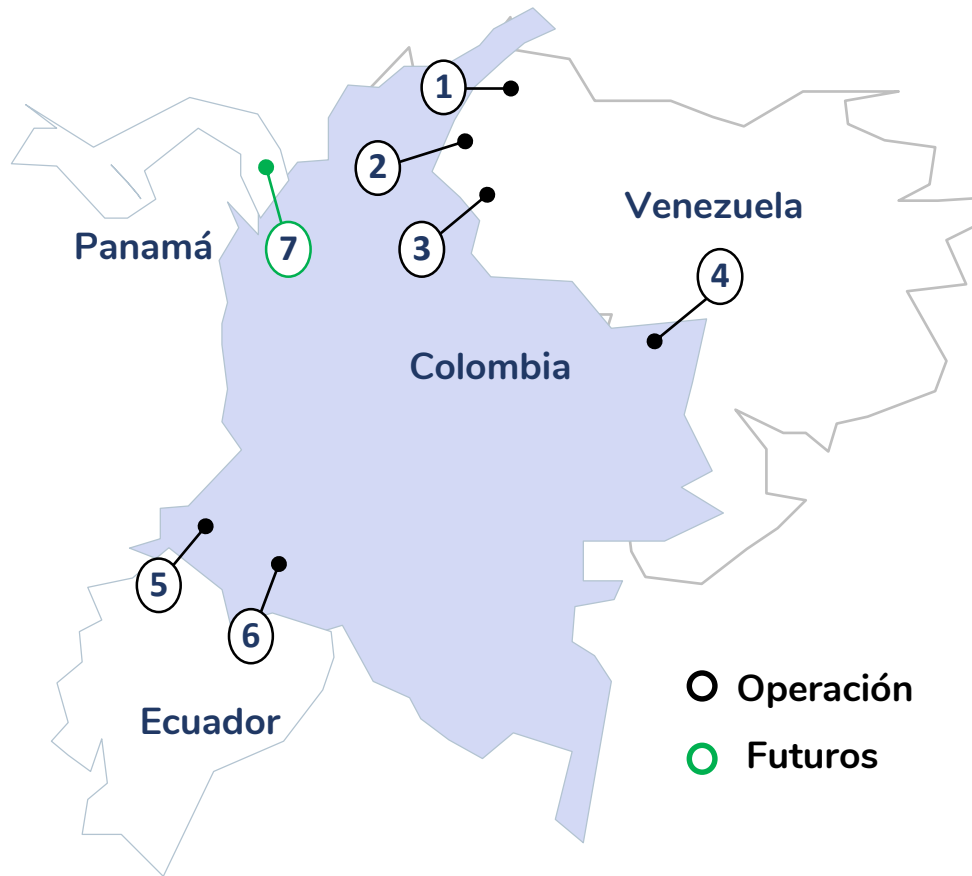 1
2
Venezuela
Panamá
7
3
4
Colombia
5
6
Operación
Ecuador
Futuros